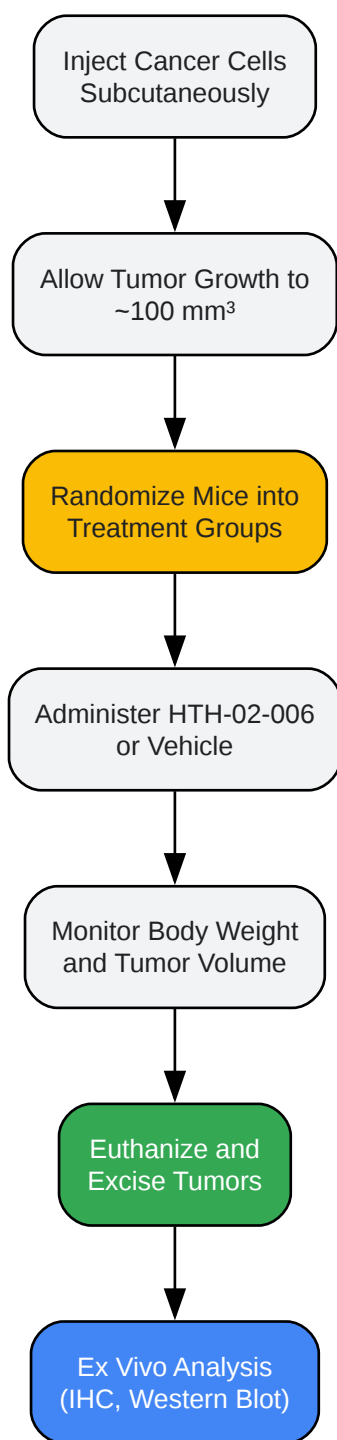 Inject Cancer Cells
Subcutaneously
Allow Tumor Growth to
~100 mm³
Randomize Mice into
Treatment Groups
Administer HTH-02-006
or Vehicle
Monitor Body Weight
and Tumor Volume
Euthanize and
Excise Tumors
Ex Vivo Analysis
(IHC, Western Blot)